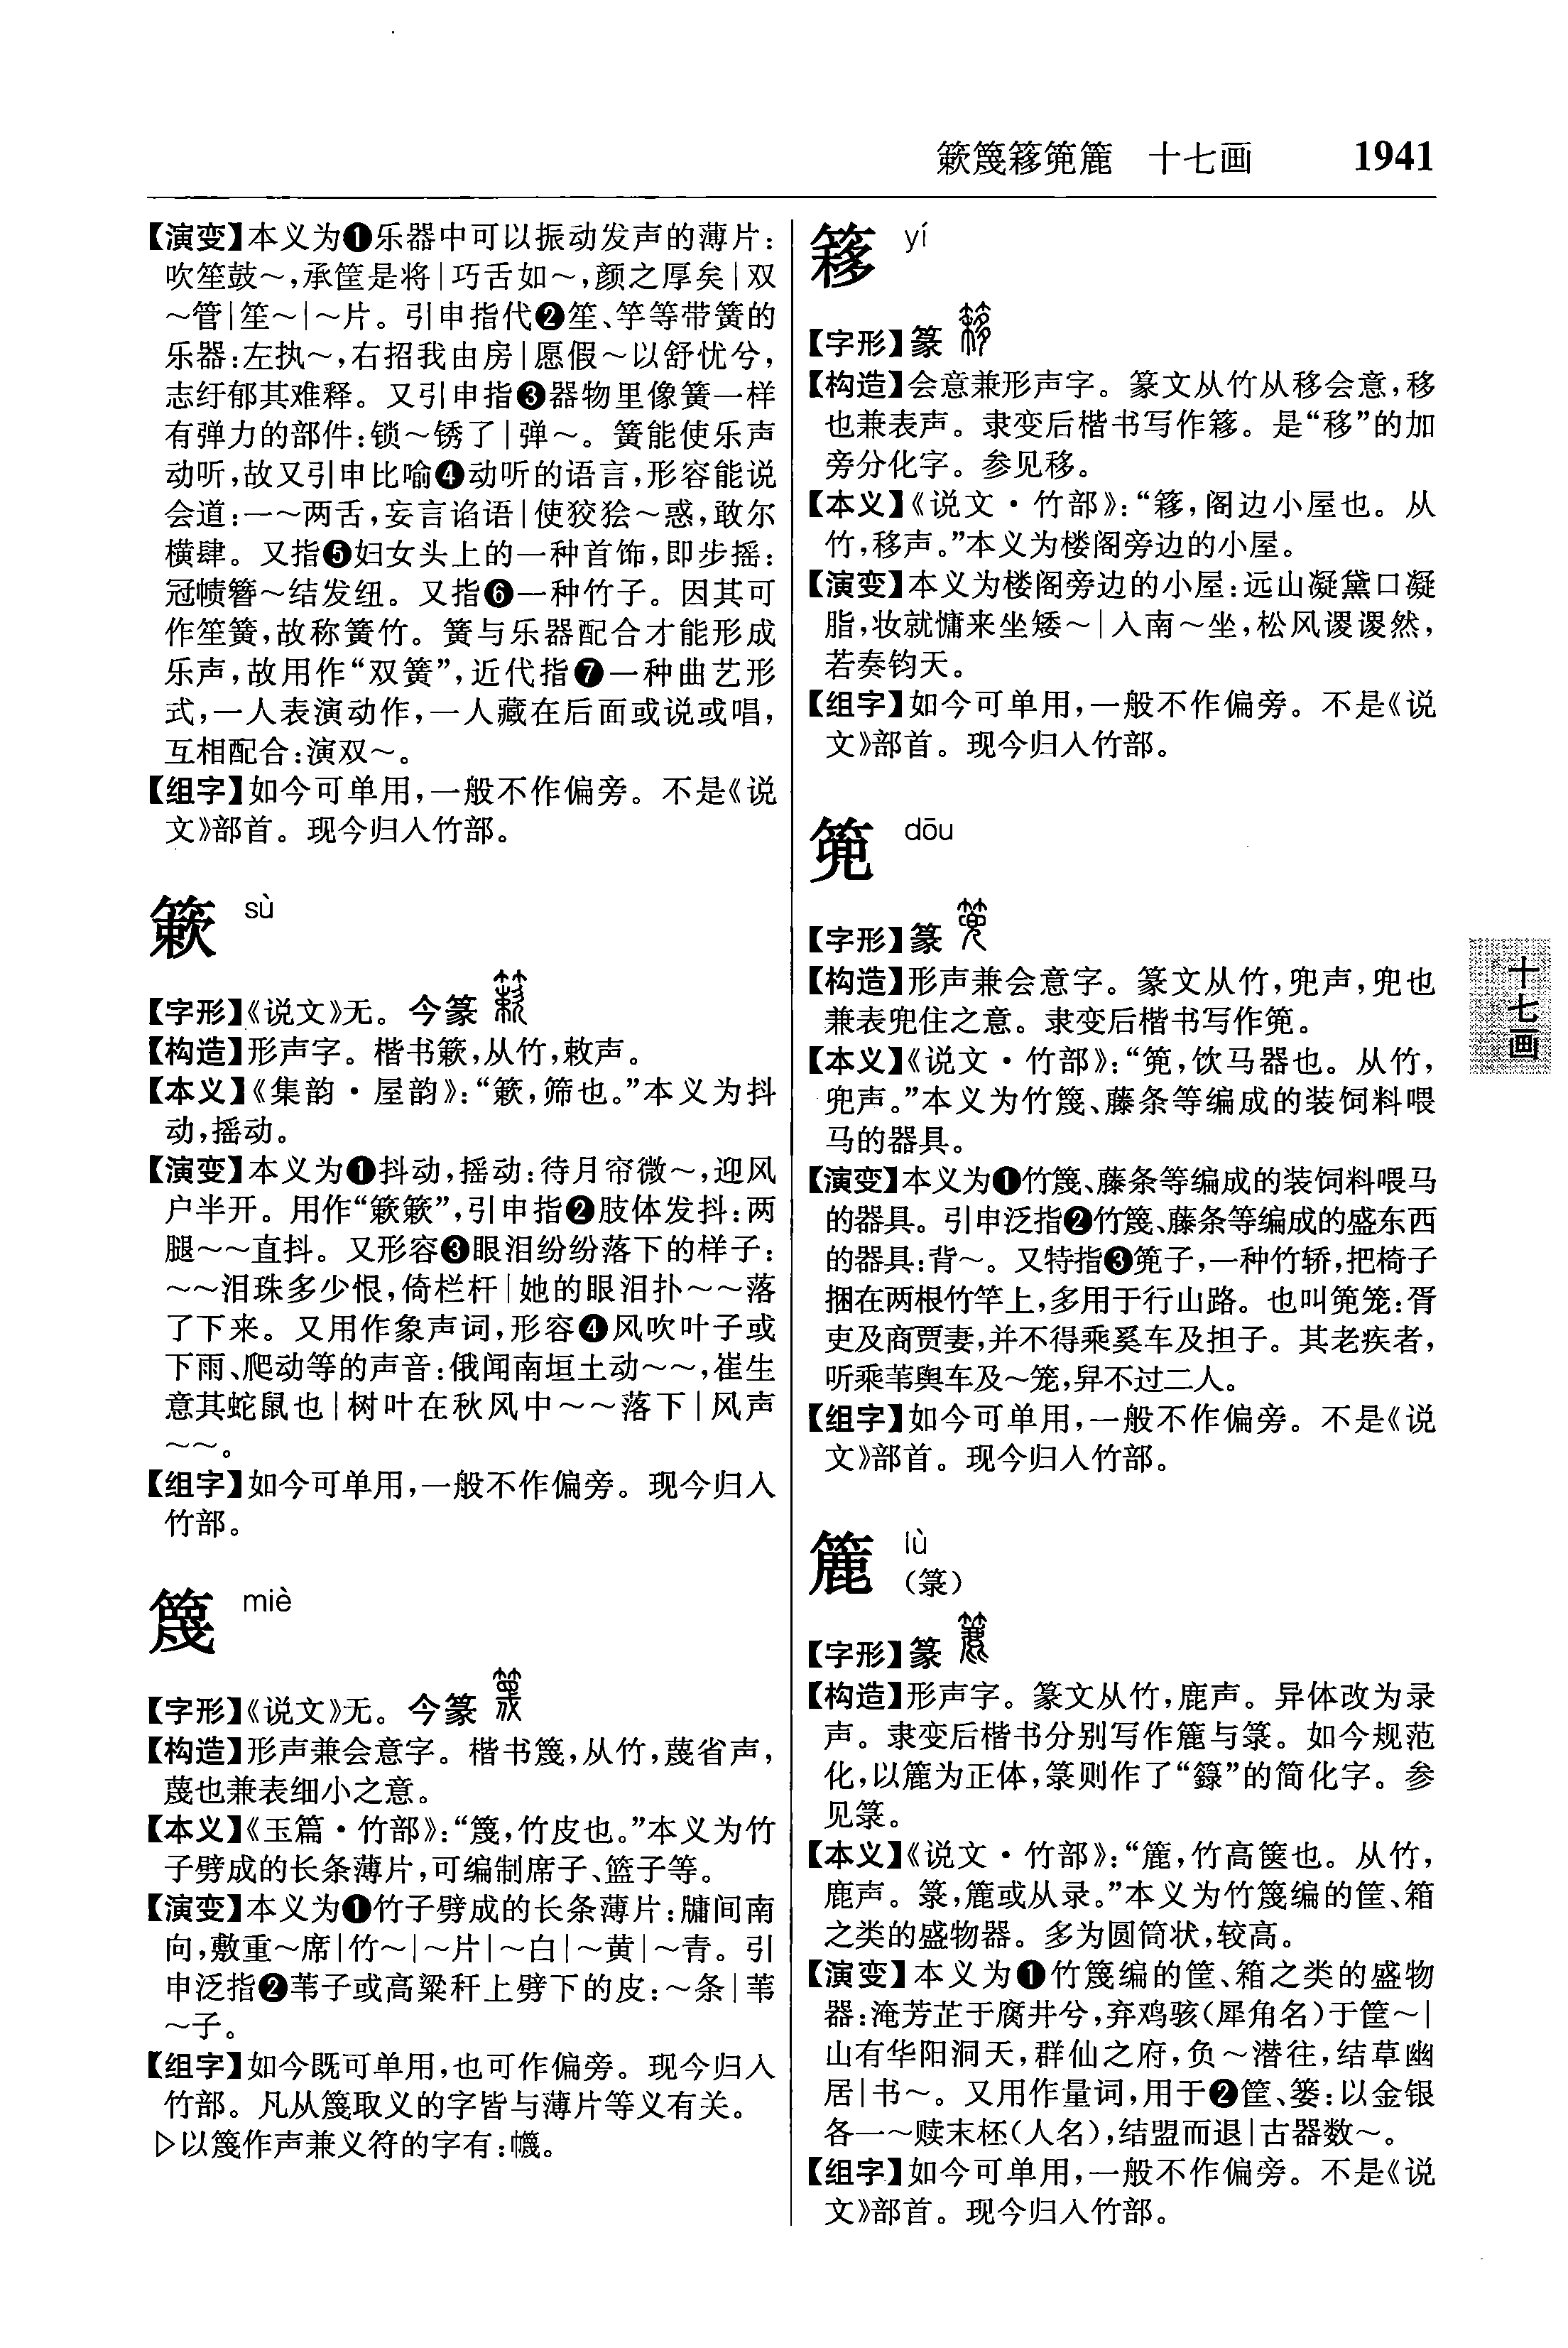 簌篾簃篼簏　十七画　1941
【演变】本义为❶乐器中可以振动发声的薄片：
吹笙鼓～，承筐是将|巧舌如～，颜之厚矣|双
～管|笙～|～片。引申指代❷笙、竽等带簧的
乐器：左执～，右招我由房|愿假～以舒忧兮，
志纡郁其难释。又引申指❸器物里像簧一样
有弹力的部件：锁～锈了|弹～。簧能使乐声
动听，故又引申比喻❹动听的语言，形容能说
会道：一～两舌，妄言谄语|使狡狯～惑，敢尔
横肆。又指❺妇女头上的一种首饰，即步摇：
冠帻簪～结发纽。又指❻一种竹子。因其可
作笙簧，故称簧竹。簧与乐器配合才能形成
乐声，故用作“双簧”，近代指❼一种曲艺形
式，一人表演动作，一人藏在后面或说或唱，
互相配合：演双～。
【组字】如今可单用，一般不作偏旁。不是《说
文》部首。现今归入竹部。
簌 sù
【字形】《说文》无。今篆
【构造】形声字。楷书簌，从竹，敕声。
【本义】《集韵·屋韵》：“簌，筛也。”本义为抖
动，摇动。
【演变】本义为❶抖动，摇动：待月帘微～，迎风
户半开。用作“簌簌”，引申指❷肢体发抖：两
腿～～直抖。又形容❸眼泪纷纷落下的样子：
～～泪珠多少恨，倚栏杆|她的眼泪扑～～落
了下来。又用作象声词，形容❹风吹叶子或
下雨、爬动等的声音：俄闻南垣土动～～，崔生
意其蛇鼠也|树叶在秋风中～～落下|风声
～～。
【组字】如今可单用，一般不作偏旁。现今归入
竹部。
篾 miè
【字形】《说文》无。今篆
【构造】形声兼会意字。楷书篾，从竹，蔑省声，
蔑也兼表细小之意。
【本义】《玉篇·竹部》：“篾，竹皮也。”本义为竹
子劈成的长条薄片，可编制席子、篮子等。
【演变】本义为❶竹子劈成的长条薄片：牖间南
向，敷重～席|竹～|～片|～白|～黄|～青。引
申泛指❷苇子或高粱秆上劈下的皮：～条|苇
～子。
【组字】如今既可单用，也可作偏旁。现今归入
竹部。凡从篾取义的字皆与薄片等义有关。
▷以篾作声兼义符的字有：幭。
簃 yí
【字形】篆
【构造】会意兼形声字。篆文从竹从移会意，移
也兼表声。隶变后楷书写作簃。是“移”的加
旁分化字。参见移。
【本义】《说文·竹部》：“簃，阁边小屋也。从
竹，移声。”本义为楼阁旁边的小屋。
【演变】本义为楼阁旁边的小屋：远山凝黛口凝
脂，妆就慵来坐矮～|入南～坐，松风谡谡然，
若奏钧天。
【组字】如今可单用，一般不作偏旁。不是《说
文》部首。现今归入竹部。
篼 dōu
【字形】篆
【构造】形声兼会意字。篆文从竹，兜声，兜也
兼表兜住之意。隶变后楷书写作篼。
【本义】《说文·竹部》：“篼，饮马器也。从竹，
兜声。”本义为竹篾、藤条等编成的装饲料喂
马的器具。
【演变】本义为❶竹篾、藤条等编成的装饲料喂马
的器具。引申泛指❷竹篾、藤条等编成的盛东西
的器具：背～。又特指❸篼子，一种竹轿，把椅子
捆在两根竹竿上，多用于行山路。也叫篼笼：胥
吏及商贾妻，并不得乘奚车及担子。其老疾者，
听乘苇舆车及～笼，舁不过二人。
【组字】如今可单用，一般不作偏旁。不是《说
文》部首。现今归入竹部。
簏 lù
（箓）
【字形】篆
【构造】形声字。篆文从竹，鹿声。异体改为录
声。隶变后楷书分别写作簏与箓。如今规范
化，以簏为正体，箓则作了“籙”的简化字。参
见箓。
【本义】《说文·竹部》：“簏，竹高箧也。从竹，
鹿声。箓，簏或从录。”本义为竹篾编的筐、箱
之类的盛物器。多为圆筒状，较高。
【演变】本义为❶竹篾编的筐、箱之类的盛物
器：淹芳芷于腐井兮，弃鸡骇（犀角名）于筐～|
山有华阳洞天，群仙之府，负～潜往，结草幽
居|书～。又用作量词，用于❷筐、篓：以金银
各一～赎末柸（人名），结盟而退|古器数～。
【组字】如今可单用，一般不作偏旁。不是《说
文》部首。现今归入竹部。
十七画